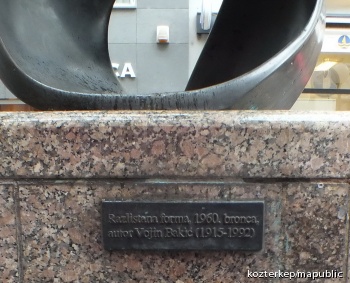 CA
Razlistana forma, 1960, bronca,
autor Vojin Bakić (1915-1992)
kozterkep/mapublic